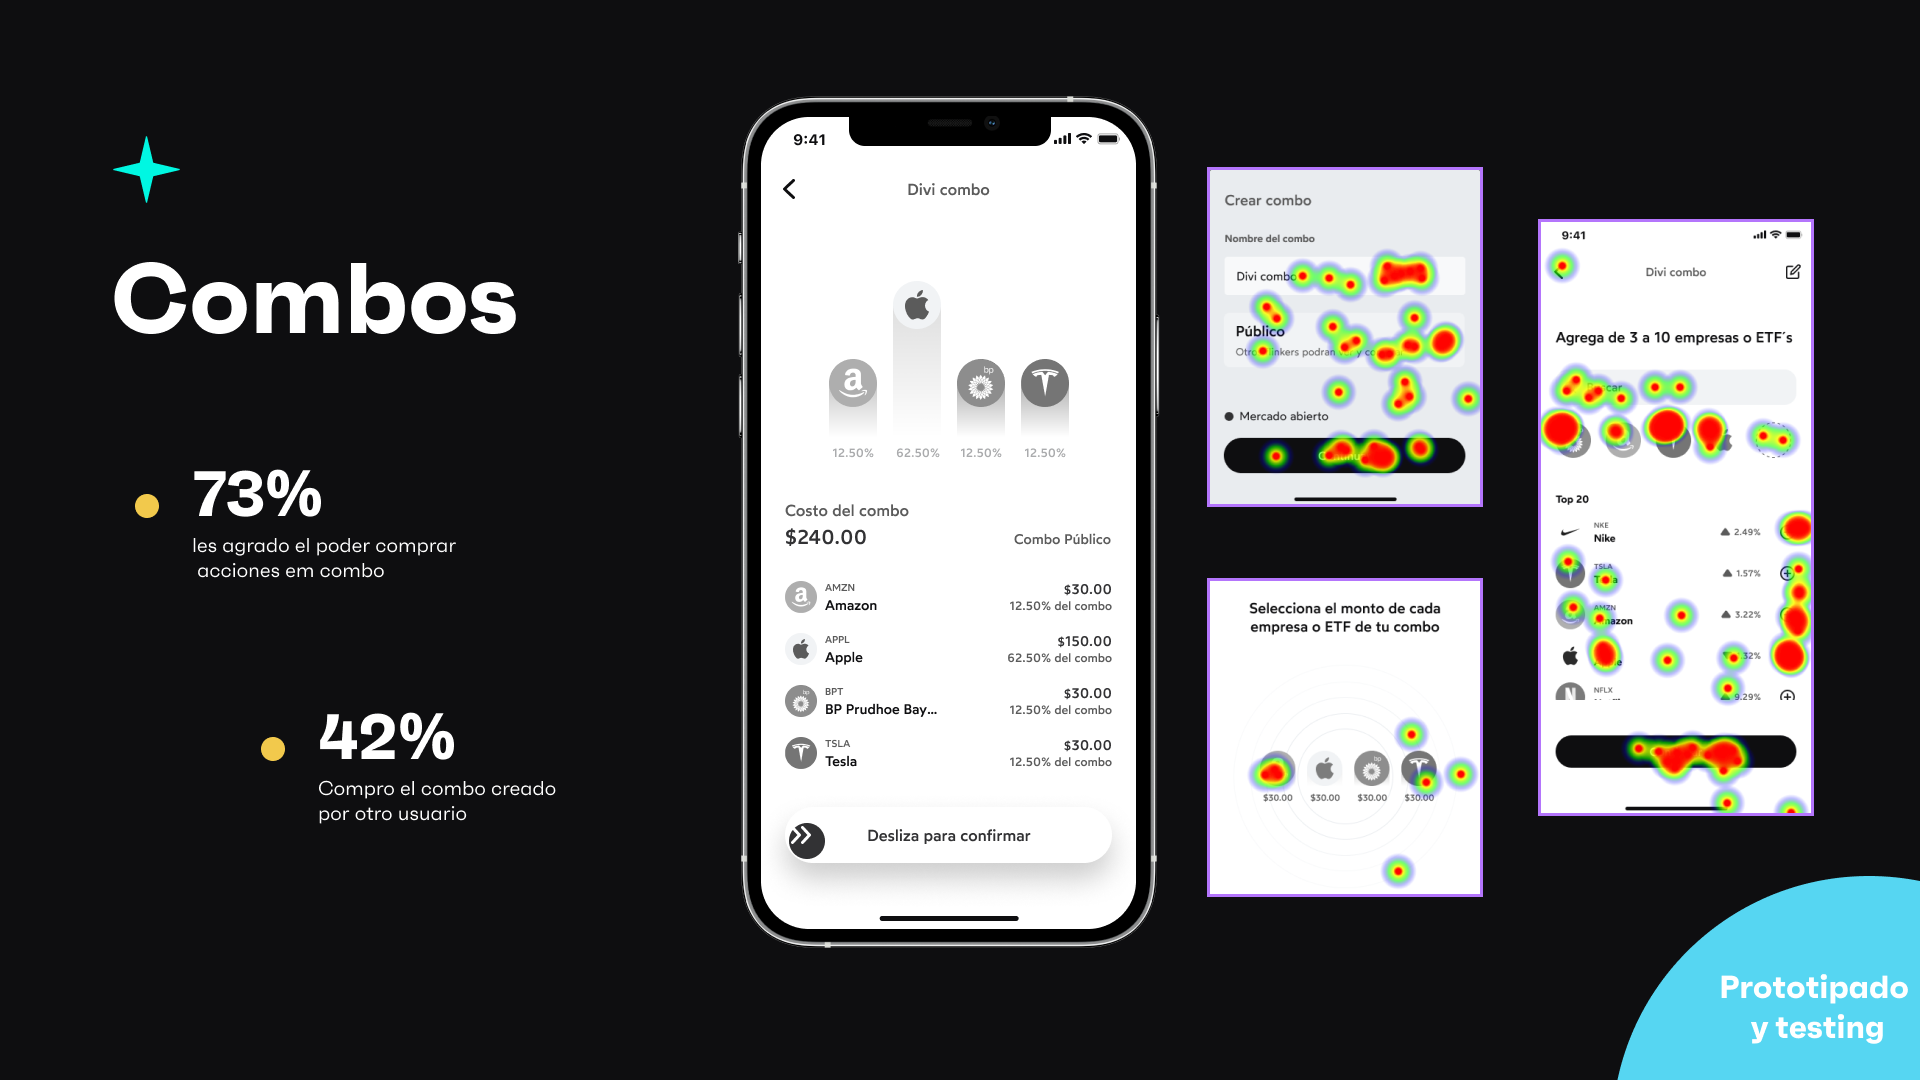 Combos
73%
les agrado el poder comprar
acciones em combo
42%
Compro el combo creado
por otro usuario
9:41
Divi combo
a
bp
12.50%
62.50%
12.50%
12.50%
Costo del combo
$240.00
Combo Público
AMZN
Amazon
$30.00
12.50% del combo
APPL
Apple
$150.00
62.50% del combo
BPT
BP Prudhoe Bay...
$30.00
12.50% del combo
TSLA
Tesla
$30.00
12.50% del combo
Desliza para confirmar
Crear combo
Nombre del combo
Divi combo
Público
podran
Mercado abierto
Selecciona el monto de cada
empresa o ETF de tu combo
bp
$30.00
$30.00
$30.00
$30.00
9:41
Divi combo
Agrega de 3 a 10 empresas o ETF´s
Top 20
NKE
Nike
2.49%
TSLA
1.57%
AMZN
Amazon
3.22%
NFLX
9.29%
Prototipado
y testing